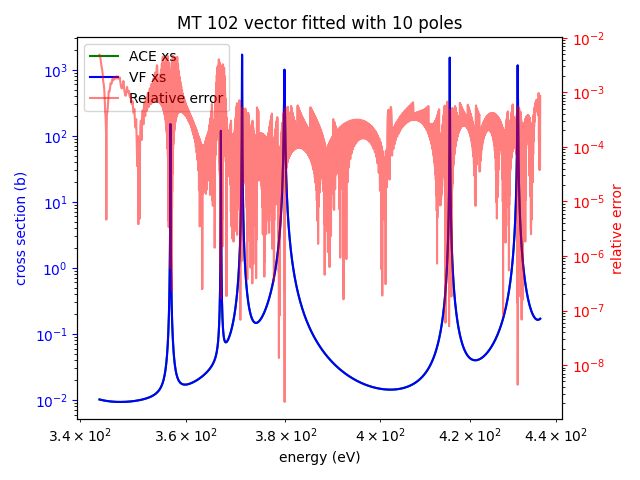 MT 102 vector fitted with 10 poles
ACE xs
VF xs
Relative error
cross section (b)
10³
10²
10¹
10⁰
10⁻¹
10⁻²
relative error
10⁻²
10⁻³
10⁻⁴
10⁻⁵
10⁻⁶
10⁻⁷
10⁻⁸
3.4 × 10² 3.6 × 10² 3.8 × 10² 4 × 10² 4.2 × 10² 4.4 × 10²
energy (eV)